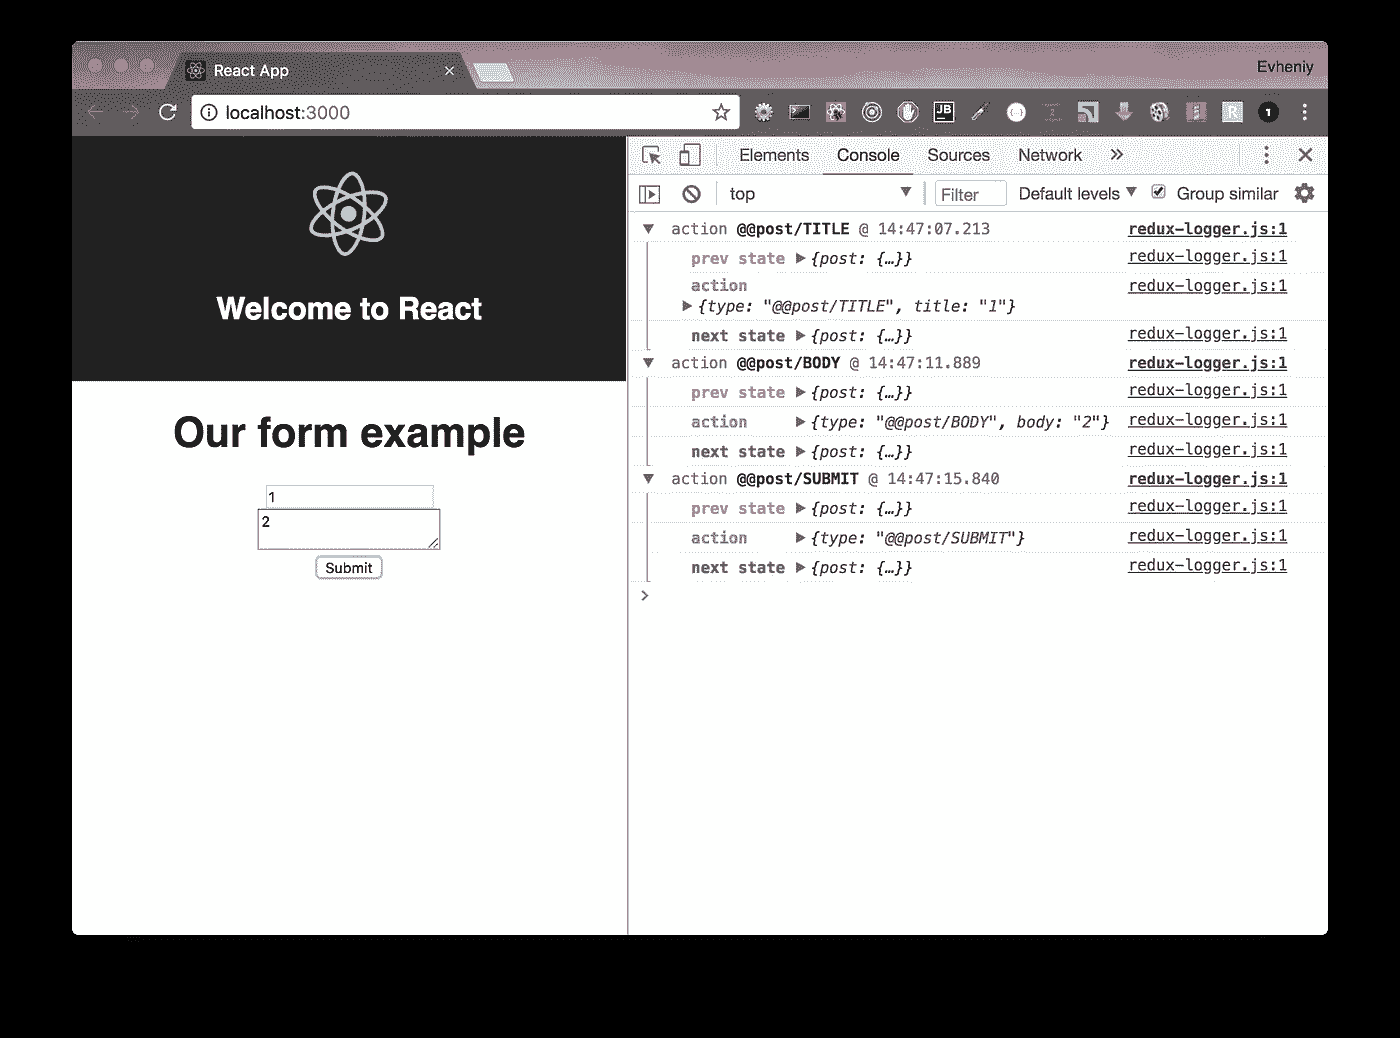 React App
Evheniy
localhost:3000
JB
R
1
Welcome to React
Our form example
1
2
Submit
Elements Console Sources Network
top Filter Default levels Group similar
action @@post/TITLE @ 14:47:07.213 redux-logger.js:1
prev state {post: {…}} redux-logger.js:1
action redux-logger.js:1
{type: "@@post/TITLE", title: "1"}
next state {post: {…}} redux-logger.js:1
action @@post/BODY @ 14:47:11.889 redux-logger.js:1
prev state {post: {…}} redux-logger.js:1
action {type: "@@post/BODY", body: "2"} redux-logger.js:1
next state {post: {…}} redux-logger.js:1
action @@post/SUBMIT @ 14:47:15.840 redux-logger.js:1
prev state {post: {…}} redux-logger.js:1
action {type: "@@post/SUBMIT"} redux-logger.js:1
next state {post: {…}} redux-logger.js:1